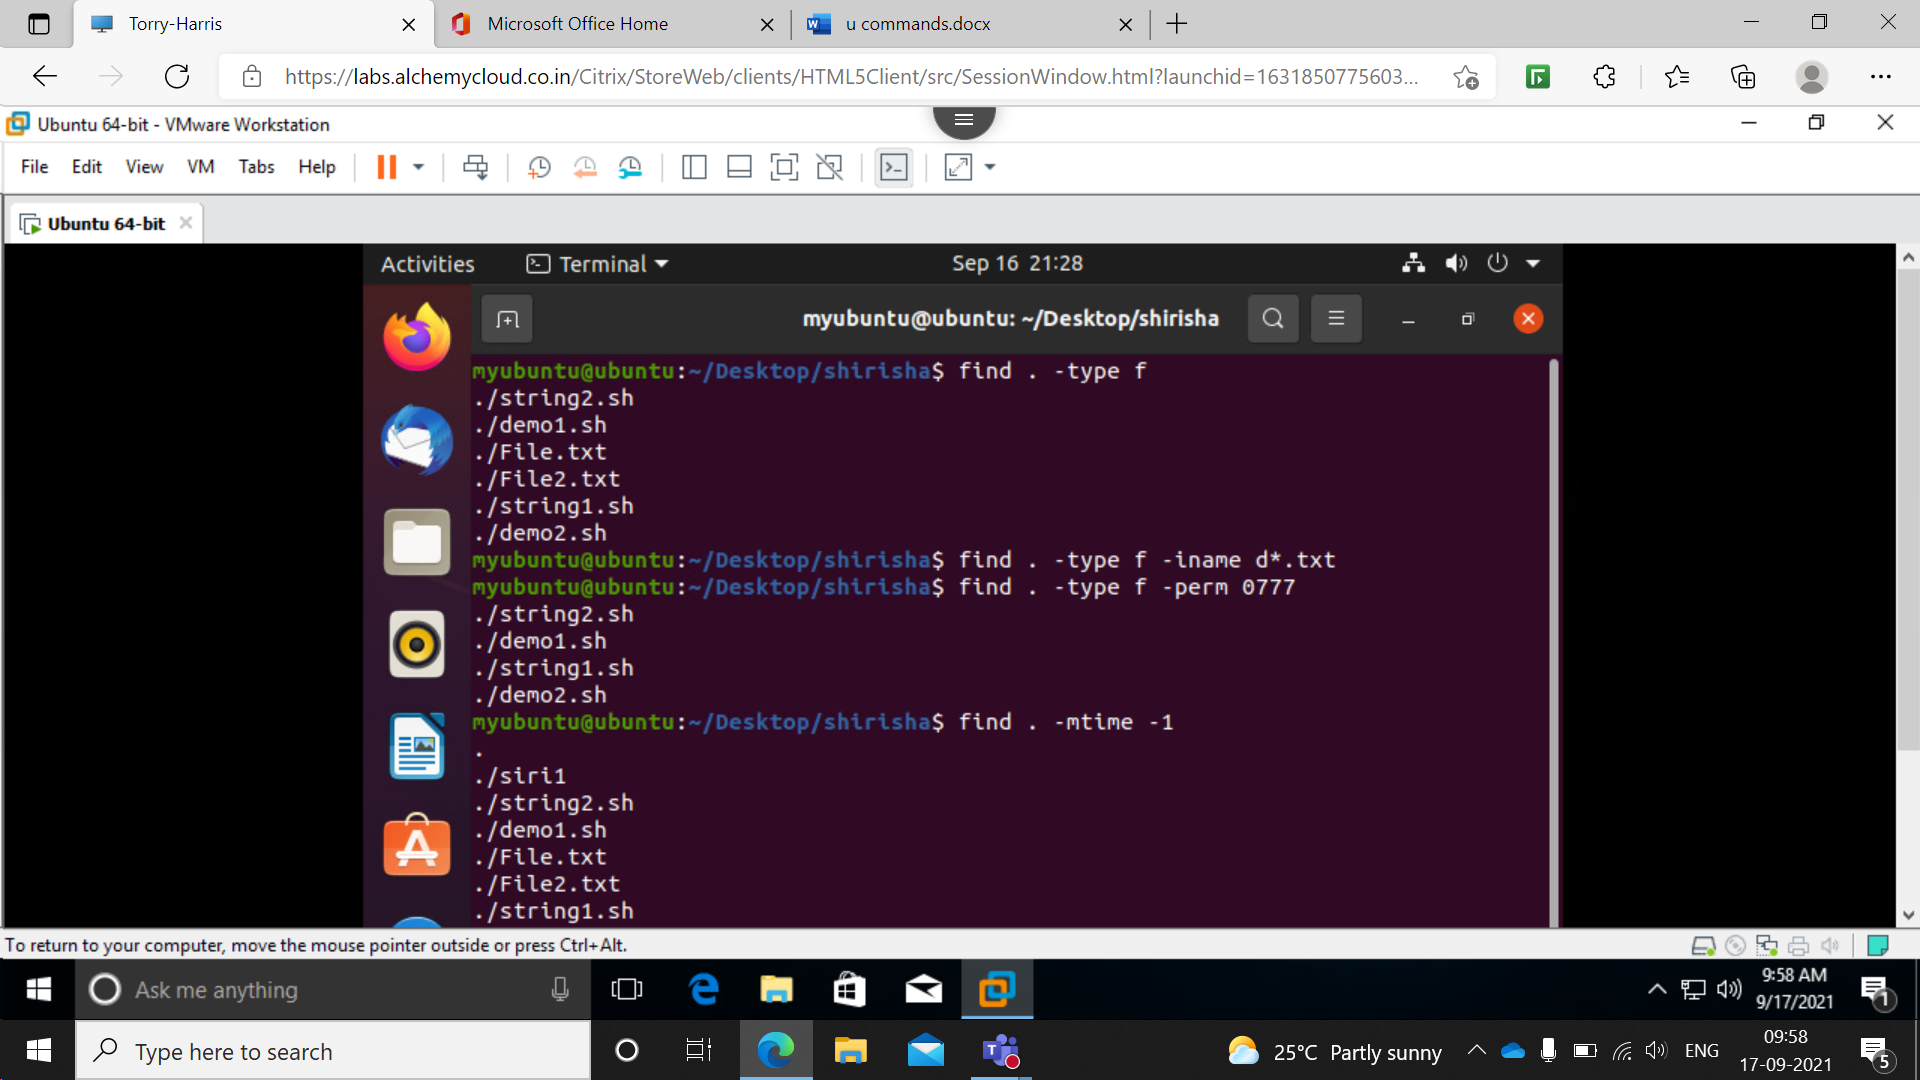 Torry-Harris
Microsoft Office Home
u commands.docx
https://labs.alchemycloud.co.in/Citrix/StoreWeb/clients/HTML5Client/src/SessionWindow.html?launchid=1631850775603...
Ubuntu 64-bit - VMware Workstation
File Edit View VM Tabs Help
Ubuntu 64-bit
Activities Terminal Sep 16 21:28
myubuntu@ubuntu: ~/Desktop/shirisha
myubuntu@ubuntu:~/Desktop/shirisha$ find . -type f
./string2.sh
./demo1.sh
./File.txt
./File2.txt
./string1.sh
./demo2.sh
myubuntu@ubuntu:~/Desktop/shirisha$ find . -type f -iname d*.txt
myubuntu@ubuntu:~/Desktop/shirisha$ find . -type f -perm 0777
./string2.sh
./demo1.sh
./string1.sh
./demo2.sh
myubuntu@ubuntu:~/Desktop/shirisha$ find . -mtime -1
.
./siri1
./string2.sh
./demo1.sh
./File.txt
./File2.txt
./string1.sh
To return to your computer, move the mouse pointer outside or press Ctrl+Alt.
Ask me anything
9:58 AM
9/17/2021
1
Type here to search
25°C Partly sunny
ENG
09:58
17-09-2021
5